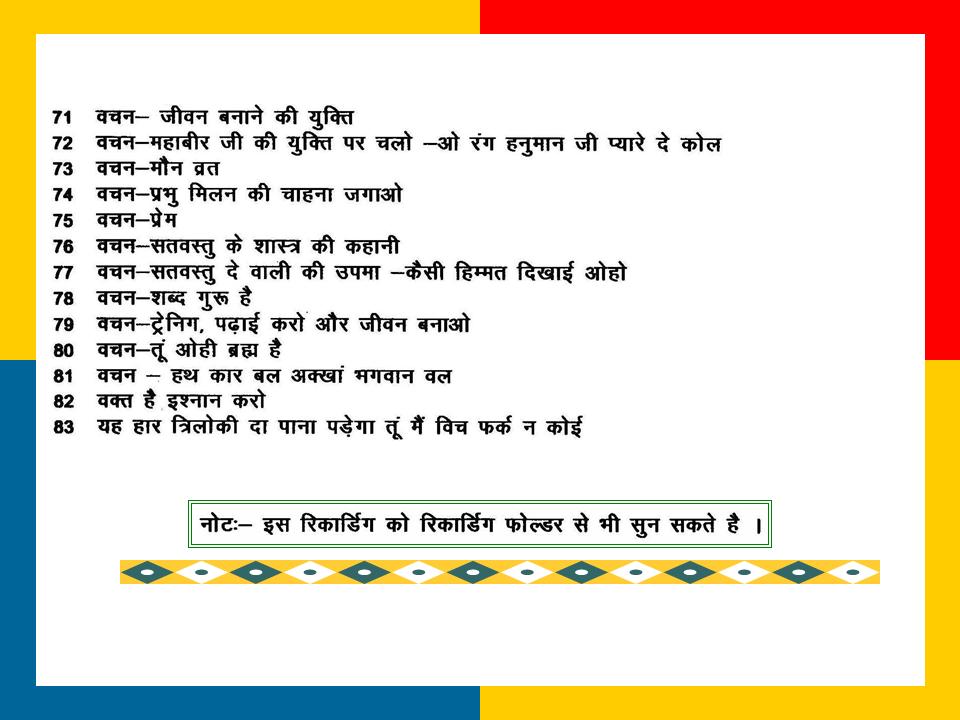 71 वचन– जीवन बनाने की युक्ति
72 वचन–महाबीर जी की युक्ति पर चलो –ओ रंग हनुमान जी प्यारे दे कोल
73 वचन–मौन व्रत
74 वचन–प्रभु मिलन की चाहना जगाओ
75 वचन–प्रेम
76 वचन–सतवस्तु के शास्त्र की कहानी
77 वचन–सतवस्तु दे वाली की उपमा –कैसी हिम्मत दिखाई ओहो
78 वचन–शब्द गुरू है
79 वचन–ट्रेनिग, पढ़ाई करो और जीवन बनाओ
80 वचन–तूं ओही ब्रह्म है
81 वचन – हथ कार बल अक्खां भगवान वल
82 वक्त है इश्नान करो
83 यह हार त्रिलोकी दा पाना पड़ेगा तूं मैं विच फर्क न कोई
नोटः– इस रिकार्डिग को रिकार्डिग फोल्डर से भी सुन सकते है ।